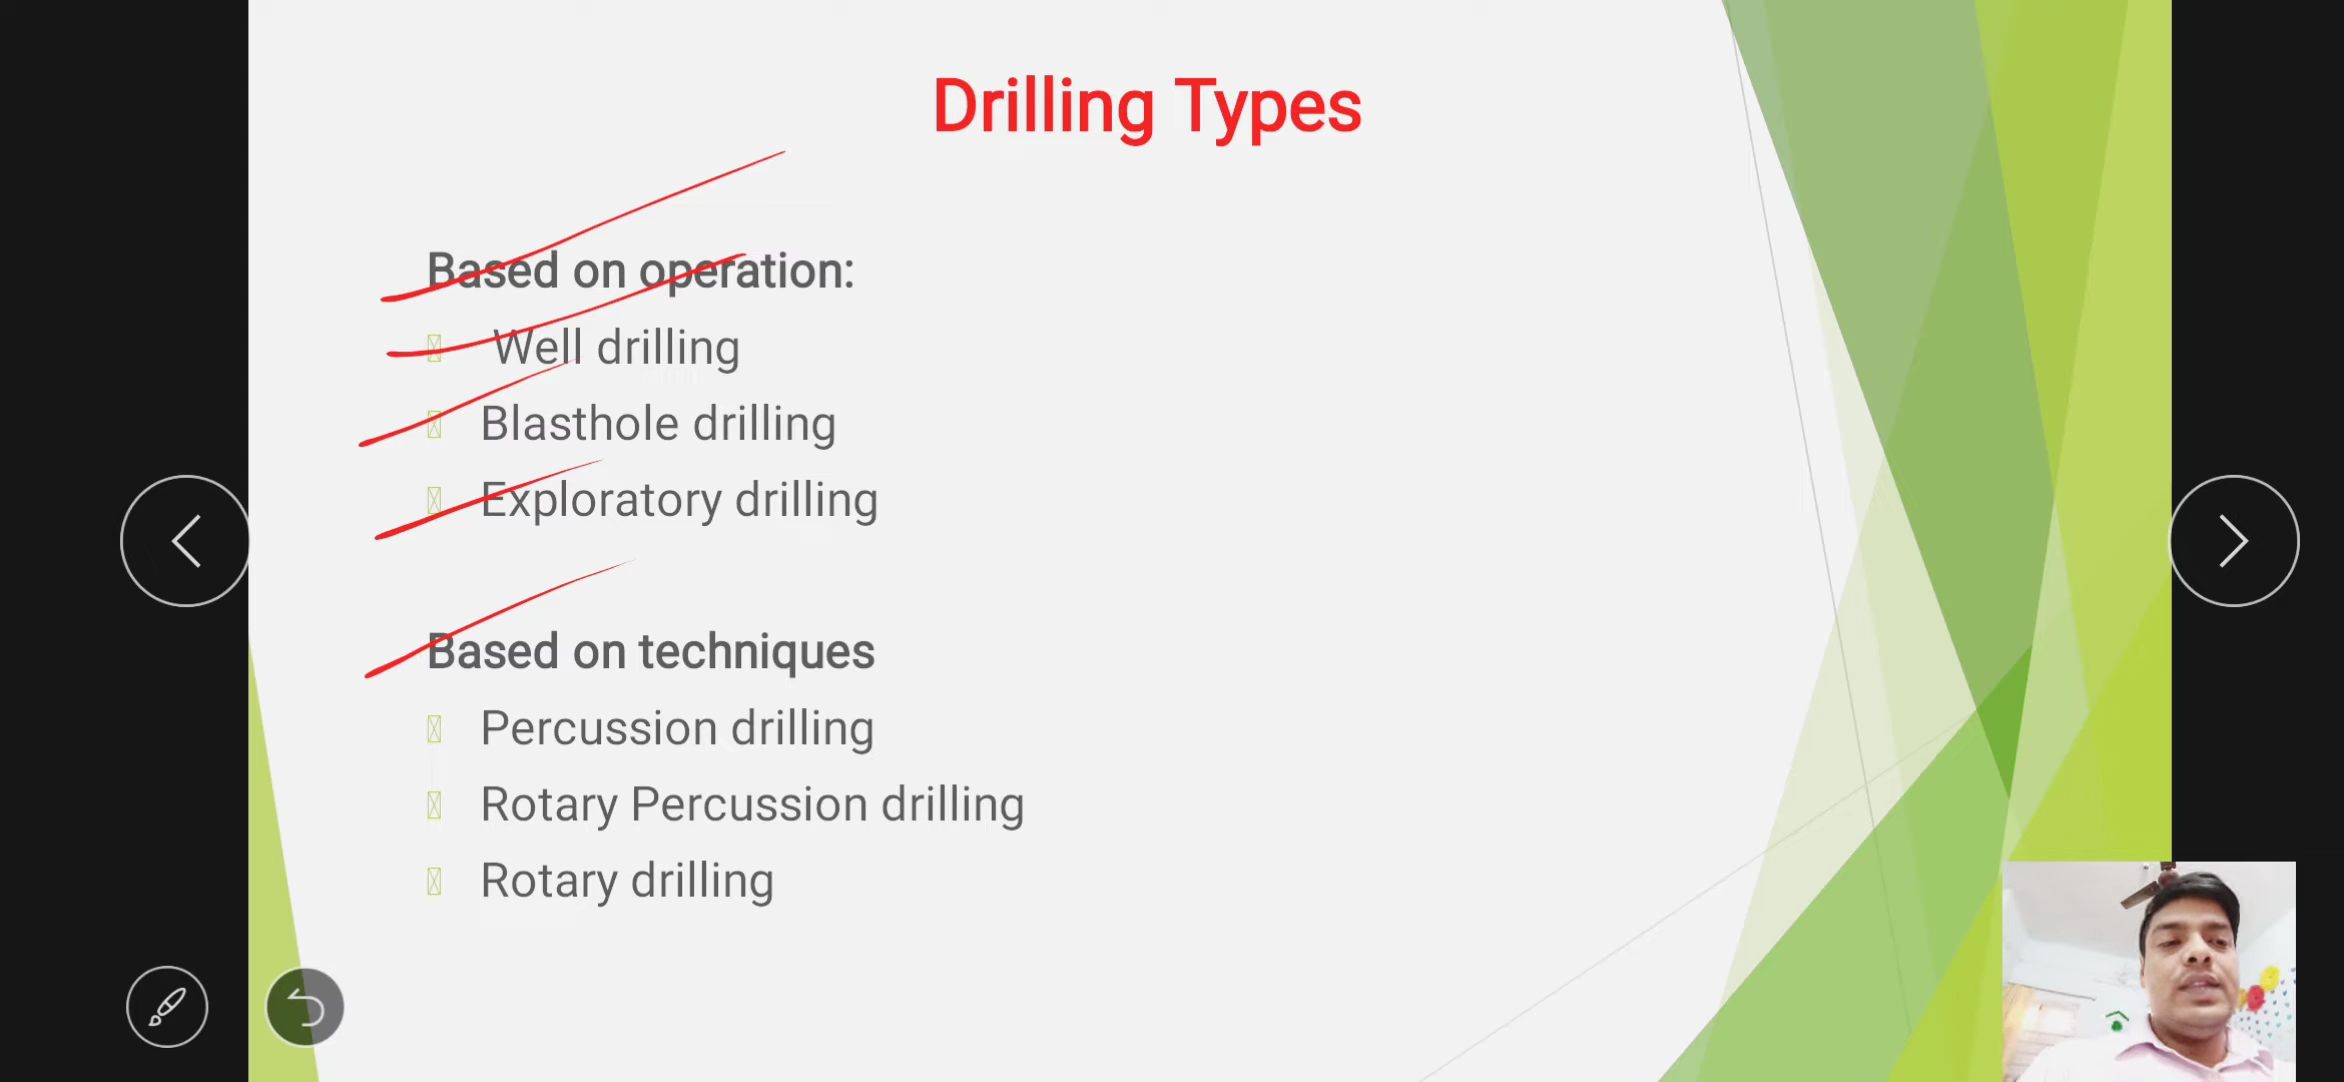 Drilling Types
Based on operation:
Well drilling
Blasthole drilling
Exploratory drilling
Based on techniques
Percussion drilling
Rotary Percussion drilling
Rotary drilling